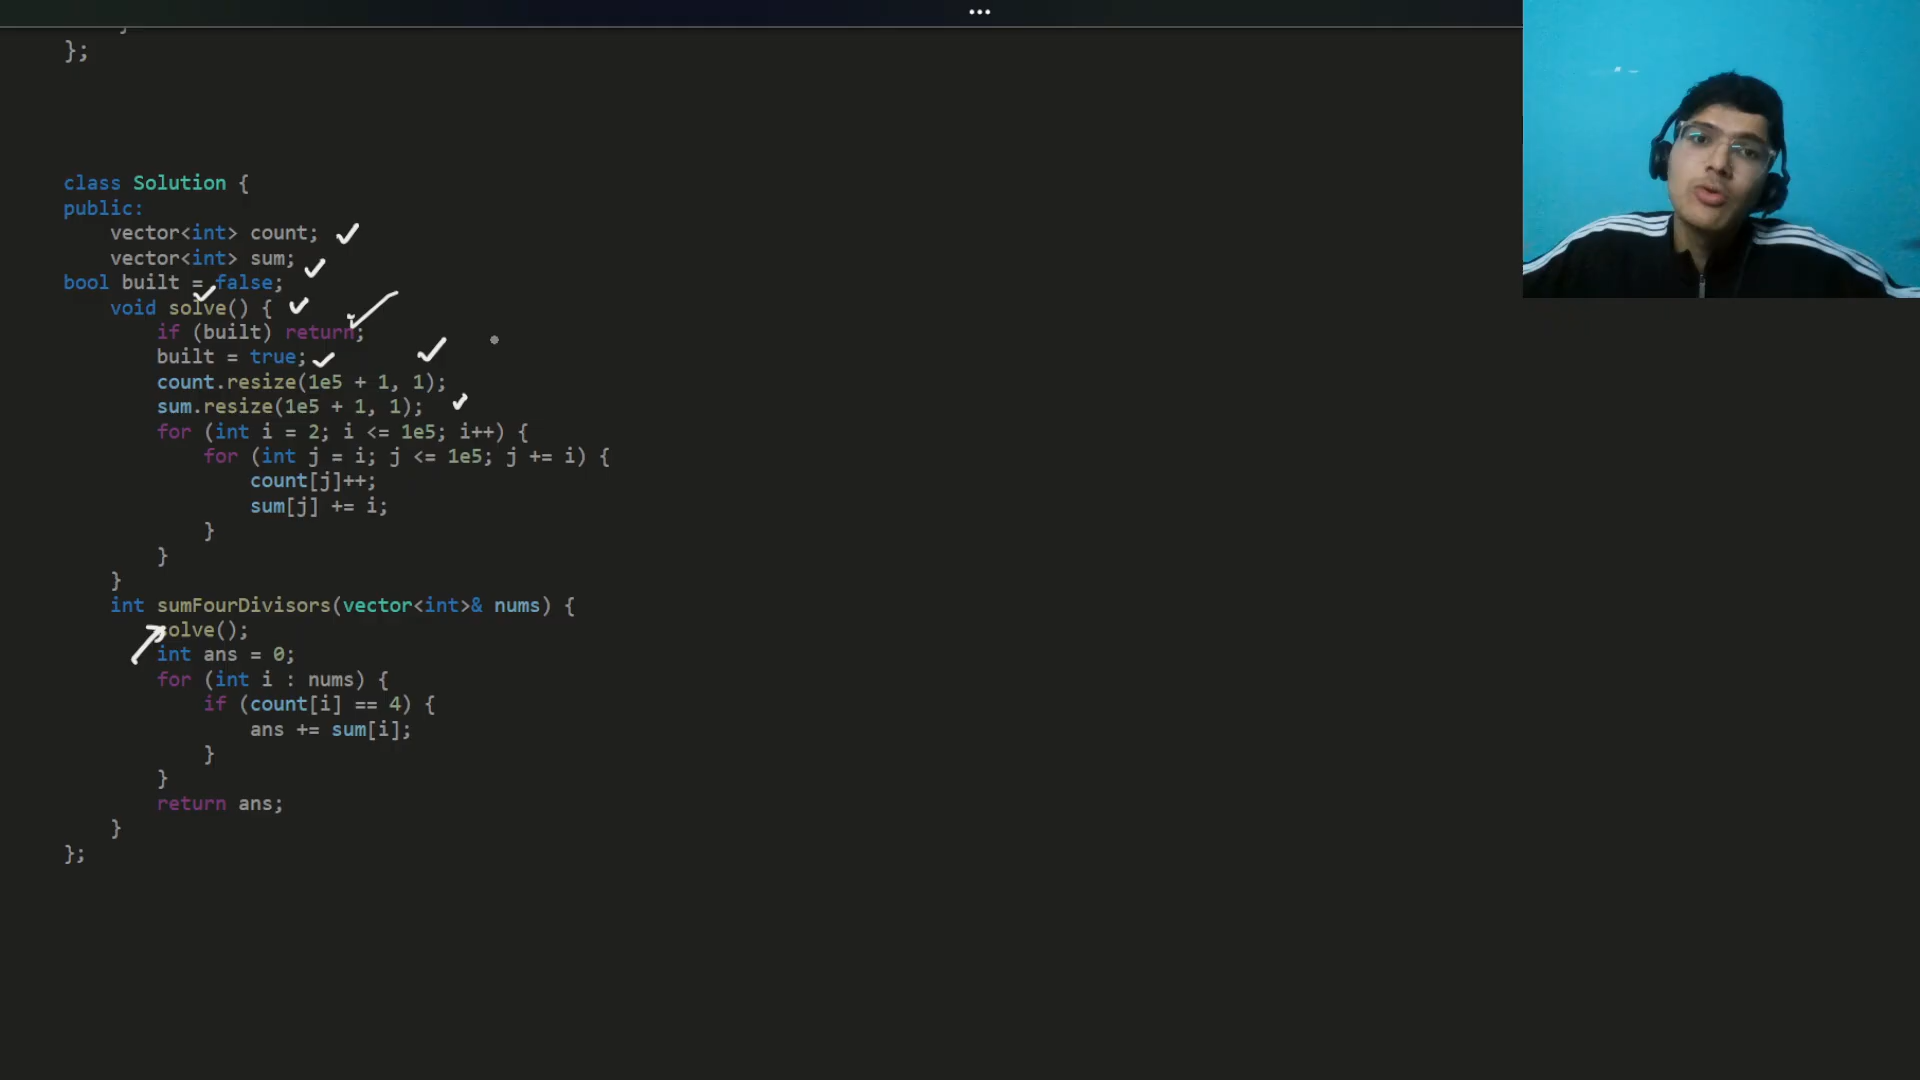 };
class Solution {
public:
vector<int> count;
vector<int> sum;
bool built = false;
void solve() {
if (built) return;
built = true;
count.resize(1e5 + 1, 1);
sum.resize(1e5 + 1, 1);
for (int i = 2; i <= 1e5; i++) {
for (int j = i; j <= 1e5; j += i) {
count[j]++;
sum[j] += i;
}
}
}
int sumFourDivisors(vector<int>& nums) {
solve();
int ans = 0;
for (int i : nums) {
if (count[i] == 4) {
ans += sum[i];
}
}
return ans;
}
};